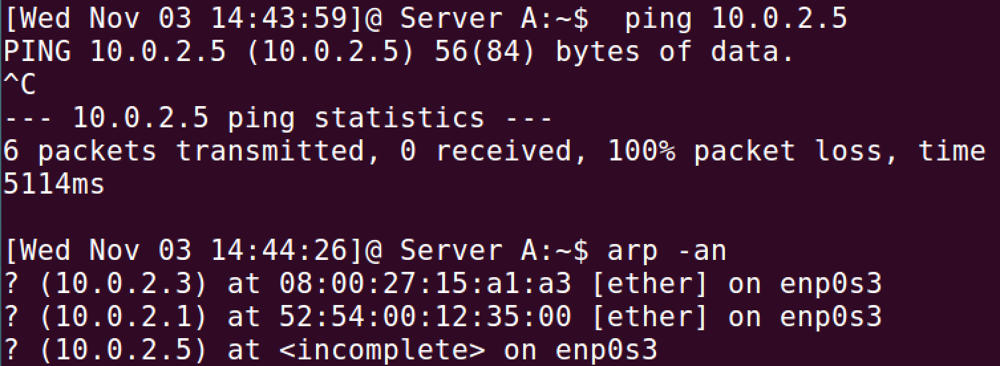 [Wed Nov 03 14:43:59]@ Server A:~$  ping 10.0.2.5
PING 10.0.2.5 (10.0.2.5) 56(84) bytes of data.
^C
--- 10.0.2.5 ping statistics ---
6 packets transmitted, 0 received, 100% packet loss, time
5114ms
[Wed Nov 03 14:44:26]@ Server A:~$ arp -an
? (10.0.2.3) at 08:00:27:15:a1:a3 [ether] on enp0s3
? (10.0.2.1) at 52:54:00:12:35:00 [ether] on enp0s3
? (10.0.2.5) at <incomplete> on enp0s3